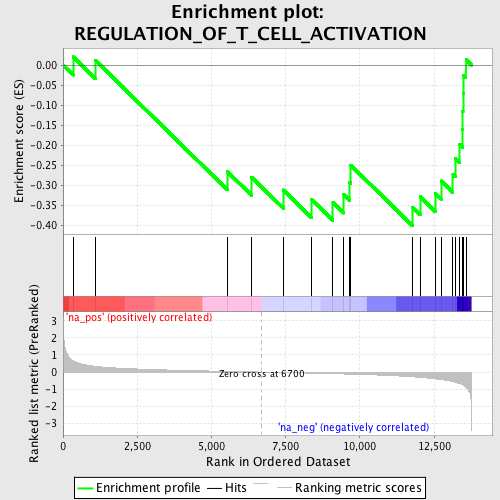 Enrichment plot:
REGULATION_OF_T_CELL_ACTIVATION
Enrichment score (ES)
0.00
-0.05
-0.10
-0.15
-0.20
-0.25
-0.30
-0.35
-0.40
'na_pos' (positively correlated)
Ranked list metric (PreRanked)
3
2
1
0
-1
-2
-3
Zero cross at 6700
'na_neg' (negatively correlated)
0
2,500
5,000
7,500
10,000
12,500
Rank in Ordered Dataset
Enrichment profile
Hits
Ranking metric scores